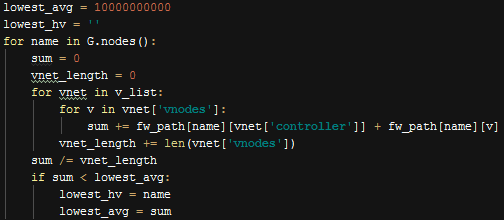 lowest_avg = 10000000000
lowest_hv = ''
for name in G.nodes():
    sum = 0
    vnet_length = 0
    for vnet in v_list:
        for v in vnet['vnodes']:
            sum += fw_path[name][vnet['controller']] + fw_path[name][v]
        vnet_length += len(vnet['vnodes'])
    sum /= vnet_length
    if sum < lowest_avg:
        lowest_hv = name
        lowest_avg = sum